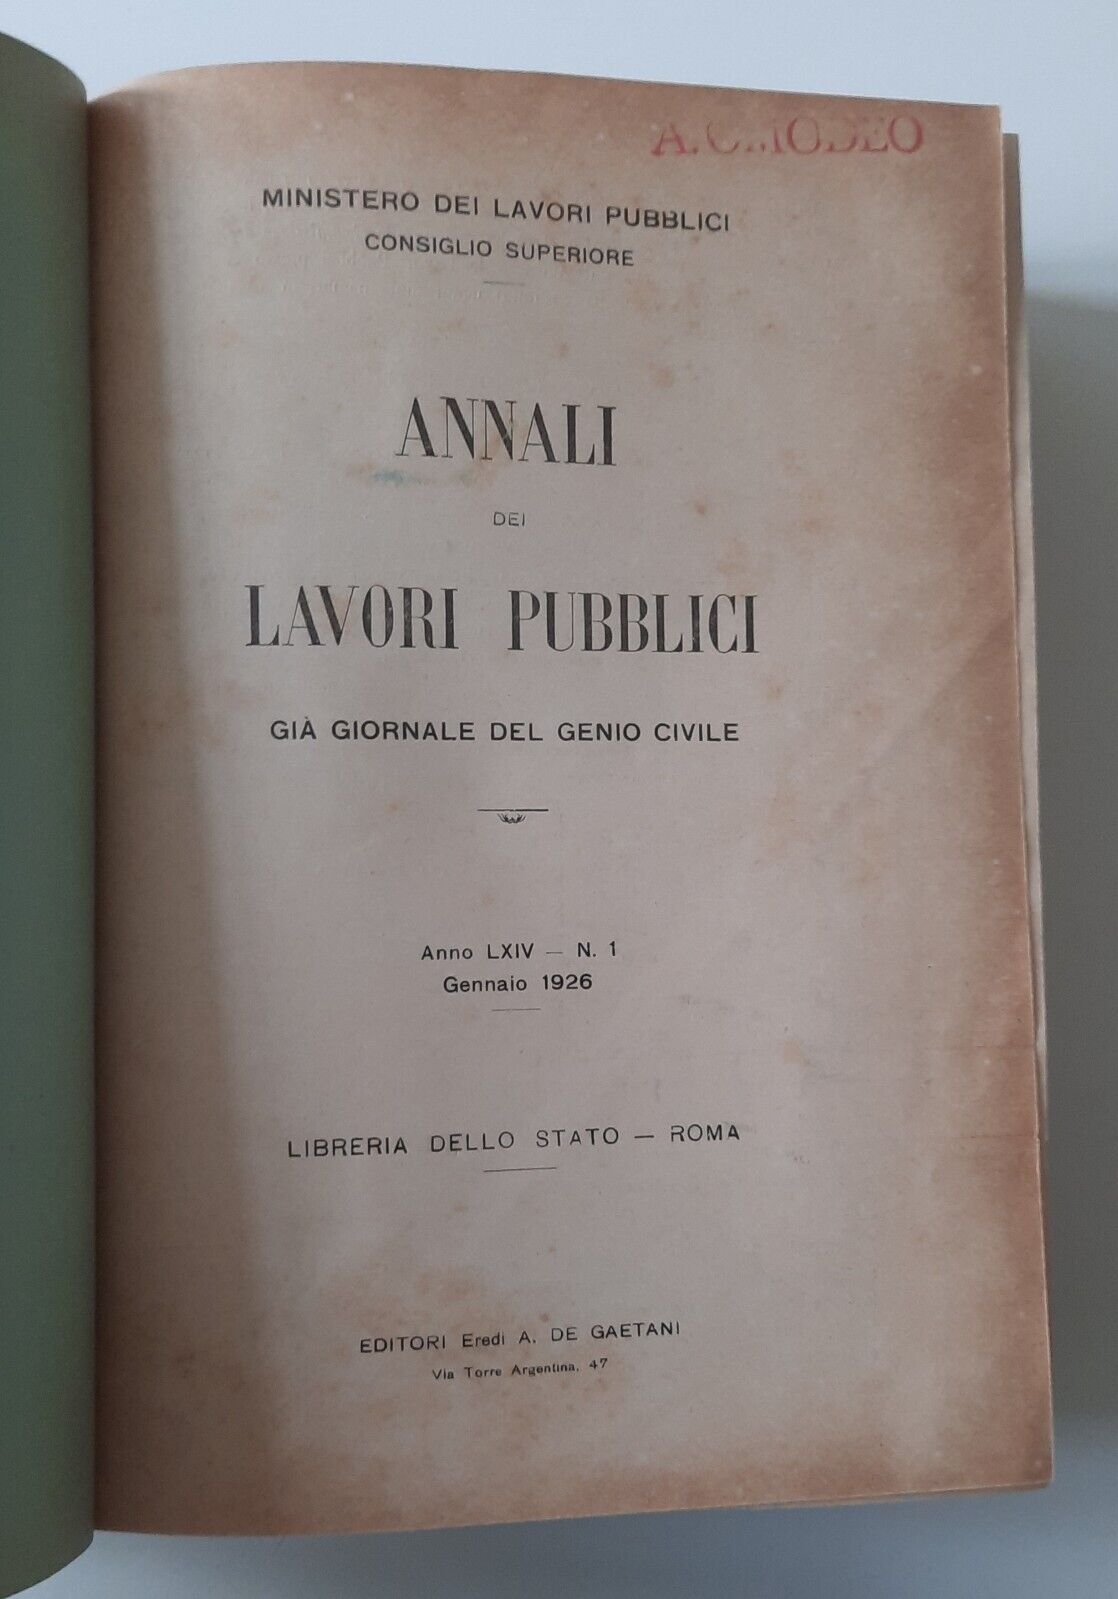 A. OMODEO
MINISTERO DEI LAVORI PUBBLICI
CONSIGLIO SUPERIORE
ANNALI
DEI
LAVORI PUBBLICI
GIÀ GIORNALE DEL GENIO CIVILE
Anno LXIV — N. 1
Gennaio 1926
LIBRERIA DELLO STATO — ROMA
EDITORI Eredi A. DE GAETANI
Via Torre Argentina, 47